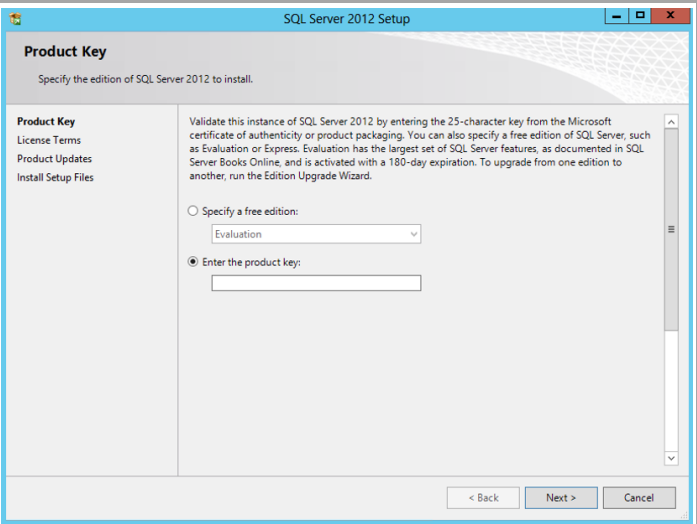 SQL Server 2012 Setup
Product Key
Specify the edition of SQL Server 2012 to install.
Product Key
License Terms
Product Updates
Install Setup Files
Validate this instance of SQL Server 2012 by entering the 25-character key from the Microsoft
certificate of authenticity or product packaging. You can also specify a free edition of SQL Server, such
as Evaluation or Express. Evaluation has the largest set of SQL Server features, as documented in SQL
Server Books Online, and is activated with a 180-day expiration. To upgrade from one edition to
another, run the Edition Upgrade Wizard.
Specify a free edition:
Evaluation
Enter the product key:
< Back
Next >
Cancel